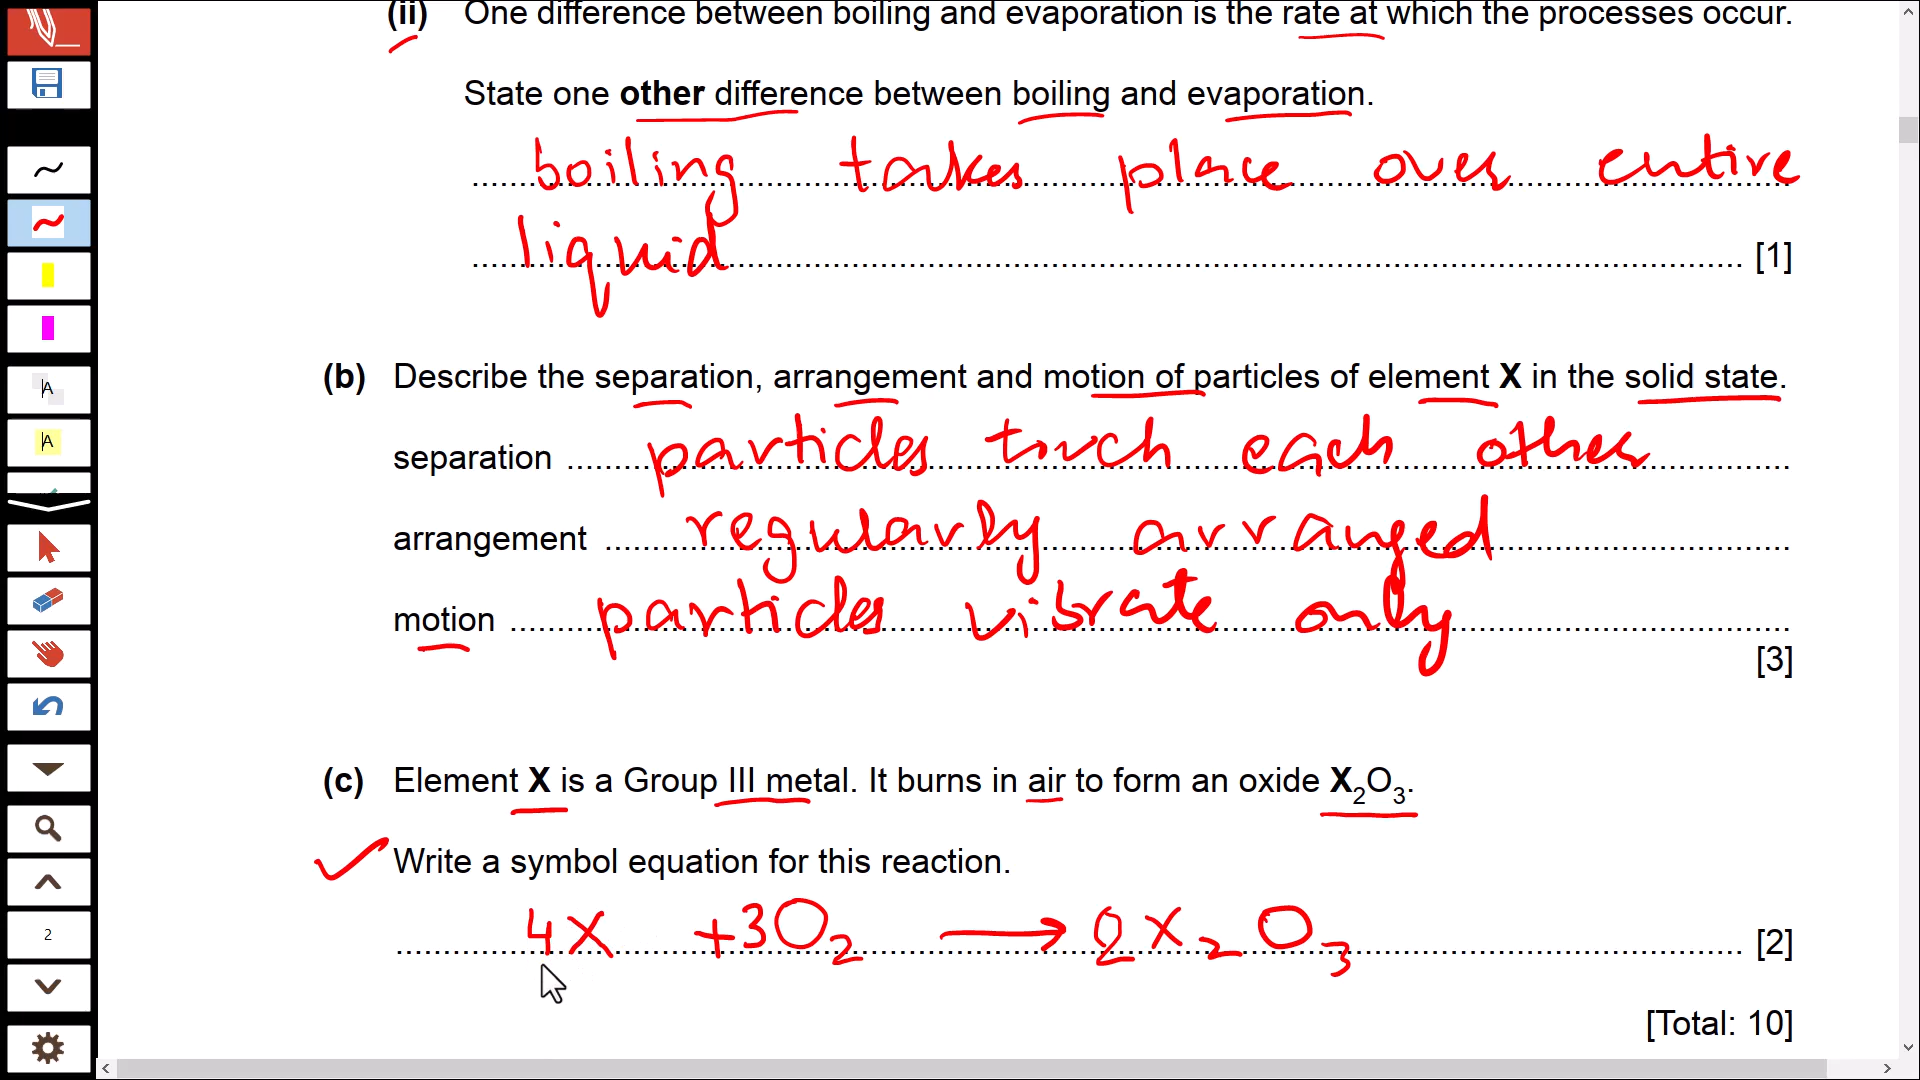 (ii) One difference between boiling and evaporation is the rate at which the processes occur.
State one other difference between boiling and evaporation.
boiling takes place over entire
liquid [1]
(b) Describe the separation, arrangement and motion of particles of element X in the solid state.
separation particles touch each other
arrangement regularly arranged
motion particles vibrate only
[3]
(c) Element X is a Group III metal. It burns in air to form an oxide X₂O₃.
Write a symbol equation for this reaction.
4X + 3O₂ → 2X₂O₃ [2]
[Total: 10]
A
A
2